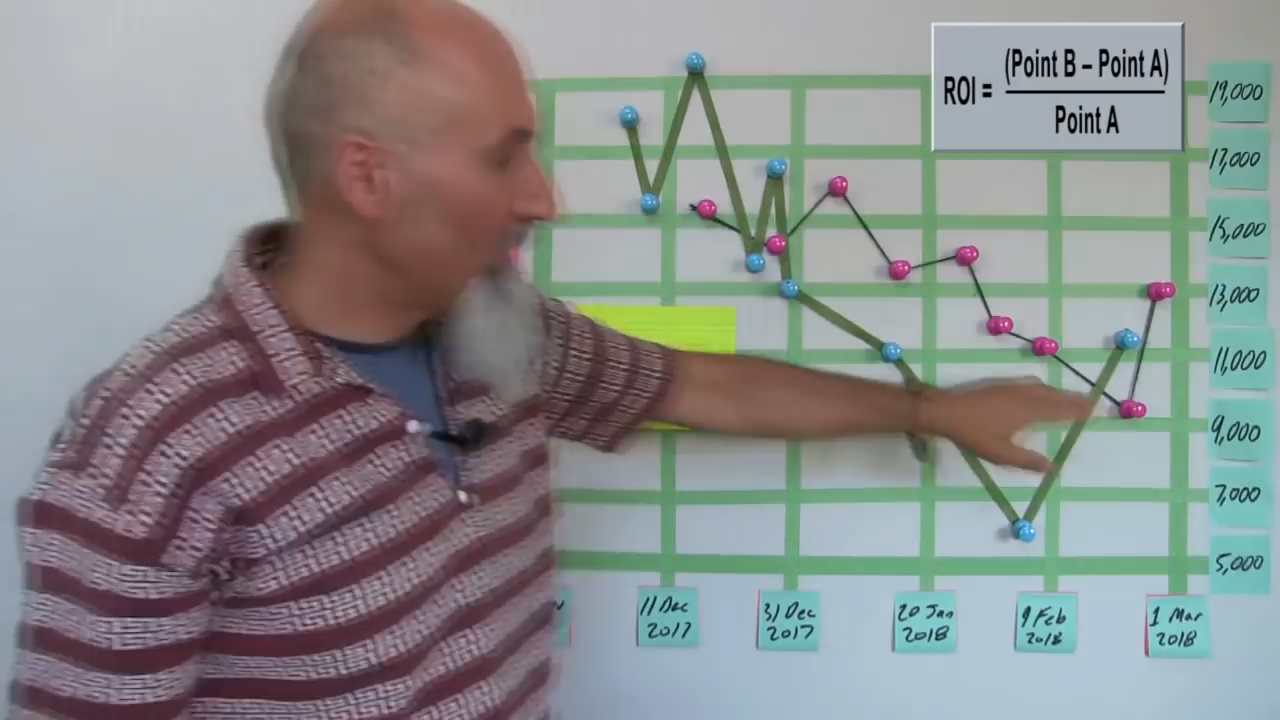 (Point B – Point A)
ROI =
Point A
19,000
17,000
15,000
13,000
11,000
9,000
7,000
5,000
11 Dec
2017
31 Dec
2017
20 Jan
2018
9 Feb
2018
1 Mar
2018